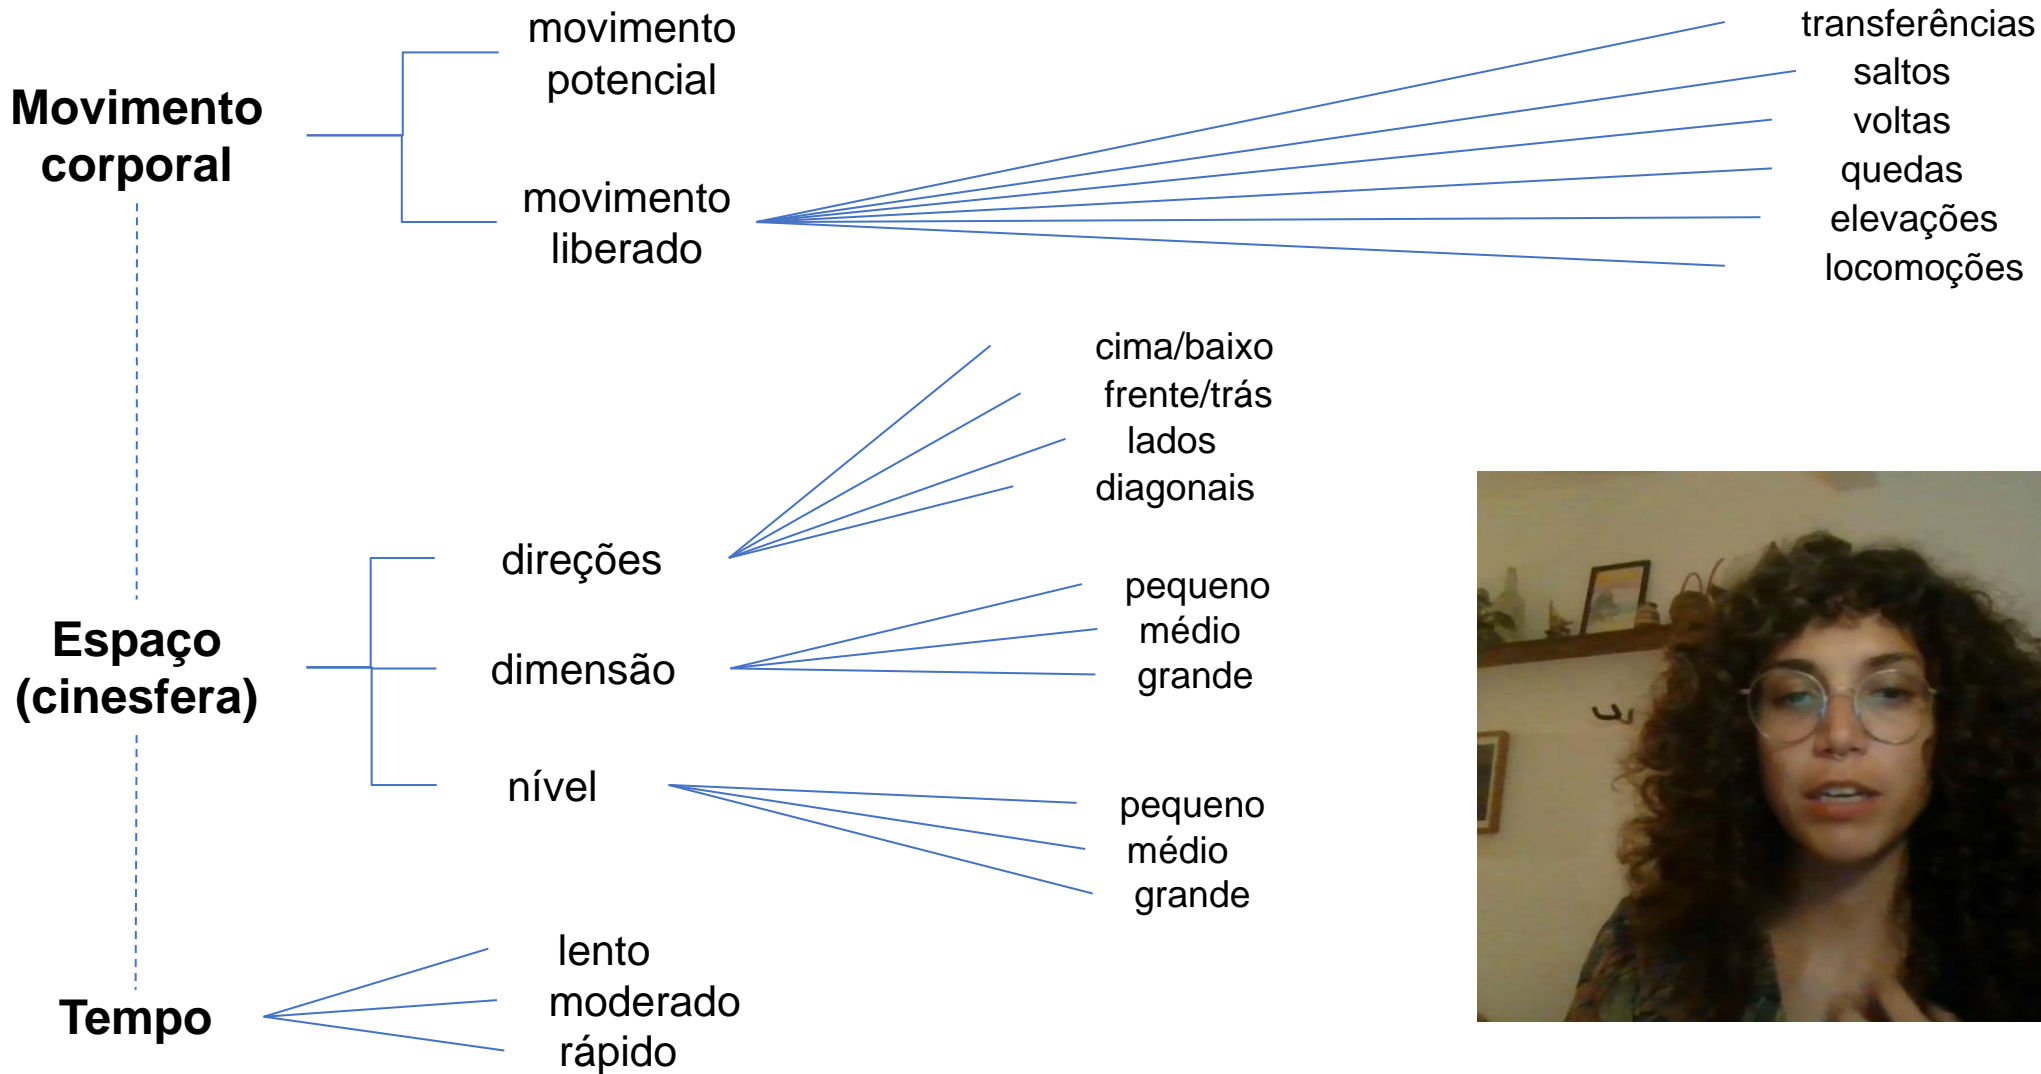 Movimento
corporal
movimento
potencial
movimento
liberado
transferências
saltos
voltas
quedas
elevações
locomoções
Espaço
(cinesfera)
direções
cima/baixo
frente/trás
lados
diagonais
dimensão
pequeno
médio
grande
nível
pequeno
médio
grande
Tempo
lento
moderado
rápido